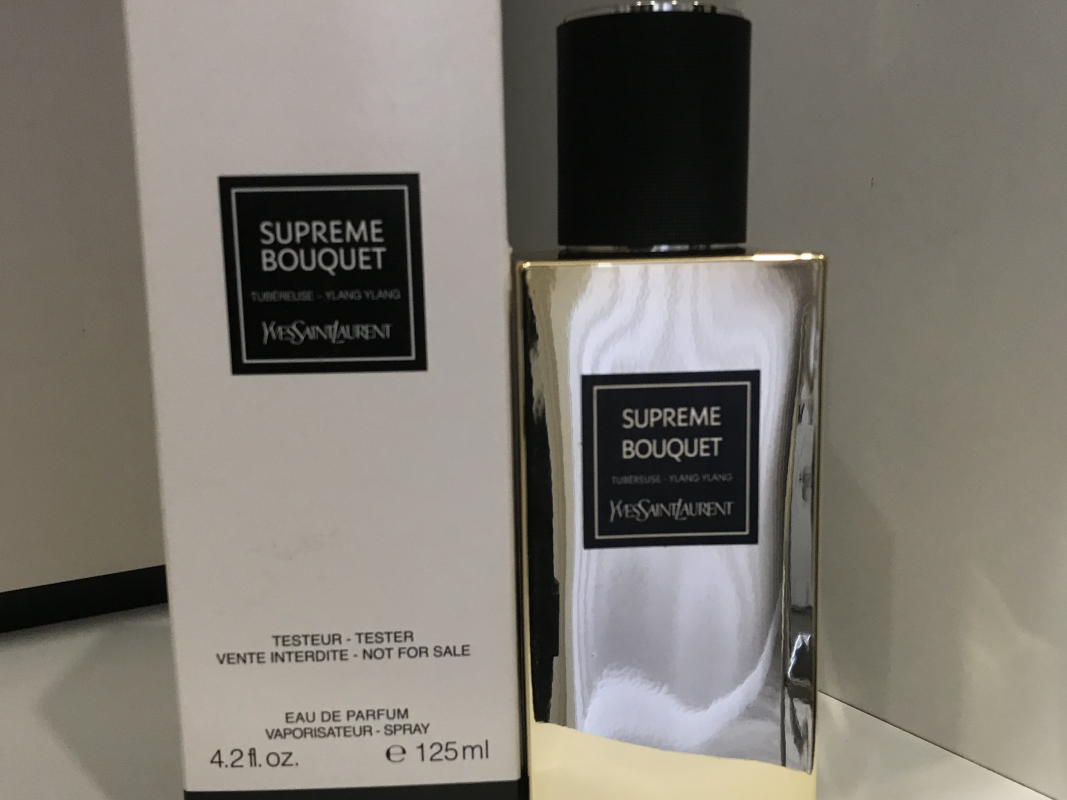 SUPREME
BOUQUET
TUBÉREUSE - YLANG YLANG
YVESSAINTLAURENT
TESTEUR - TESTER
VENTE INTERDITE - NOT FOR SALE
EAU DE PARFUM
VAPORISATEUR - SPRAY
4.2 fl. oz. ℮ 125 ml
SUPREME
BOUQUET
TUBÉREUSE - YLANG YLANG
YVESSAINTLAURENT